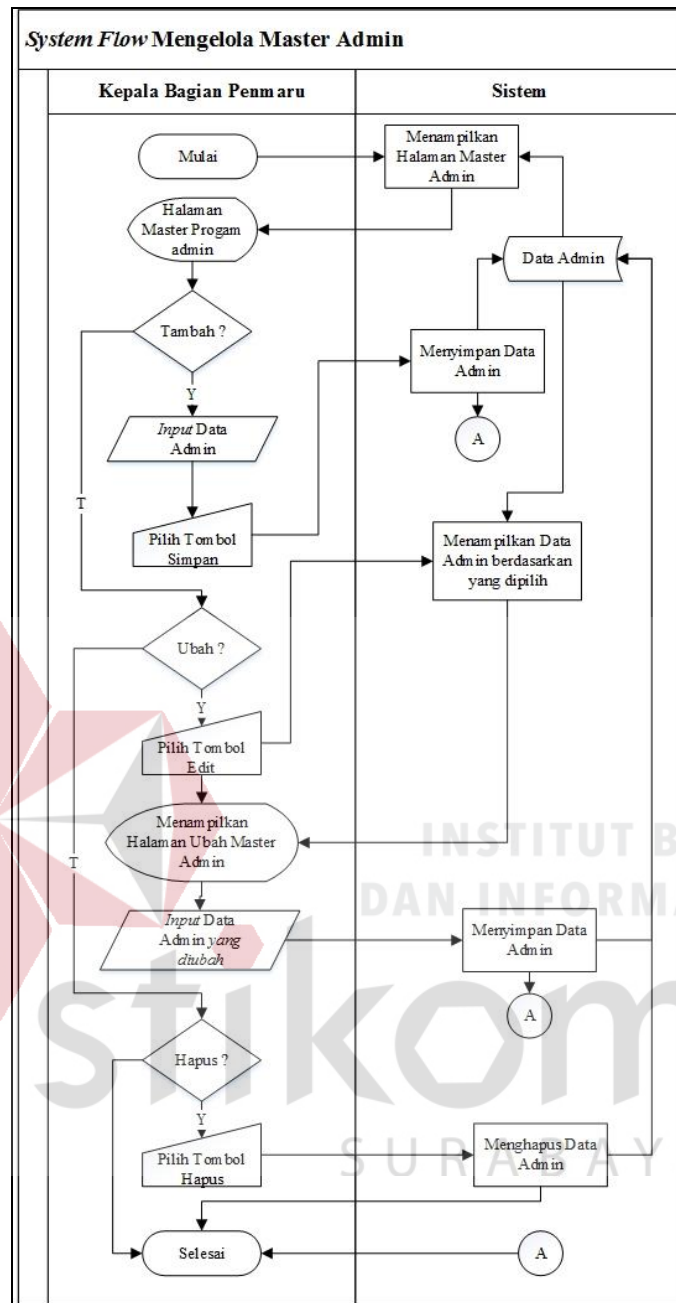 System Flow Mengelola Master Admin
Kepala Bagian Penmaru
Sistem
Mulai
Menampilkan
Halaman Master
Admin
Halaman
Master Progam
admin
Data Admin
Tambah ?
Menyimpan Data
Admin
Y
A
Input Data
Admin
T
Pilih Tombol
Simpan
Menampilkan Data
Admin berdasarkan
yang dipilih
Ubah ?
Y
Pilih Tombol
Edit
Menampilkan
Halaman Ubah Master
Admin
T
INSTITUT B
DAN INFORMA
Input Data
Admin yang
diubah
Menyimpan Data
Admin
A
stikom
Hapus ?
Y
Pilih Tombol
Hapus
Menghapus Data
Admin
SURABAY
Selesai
A